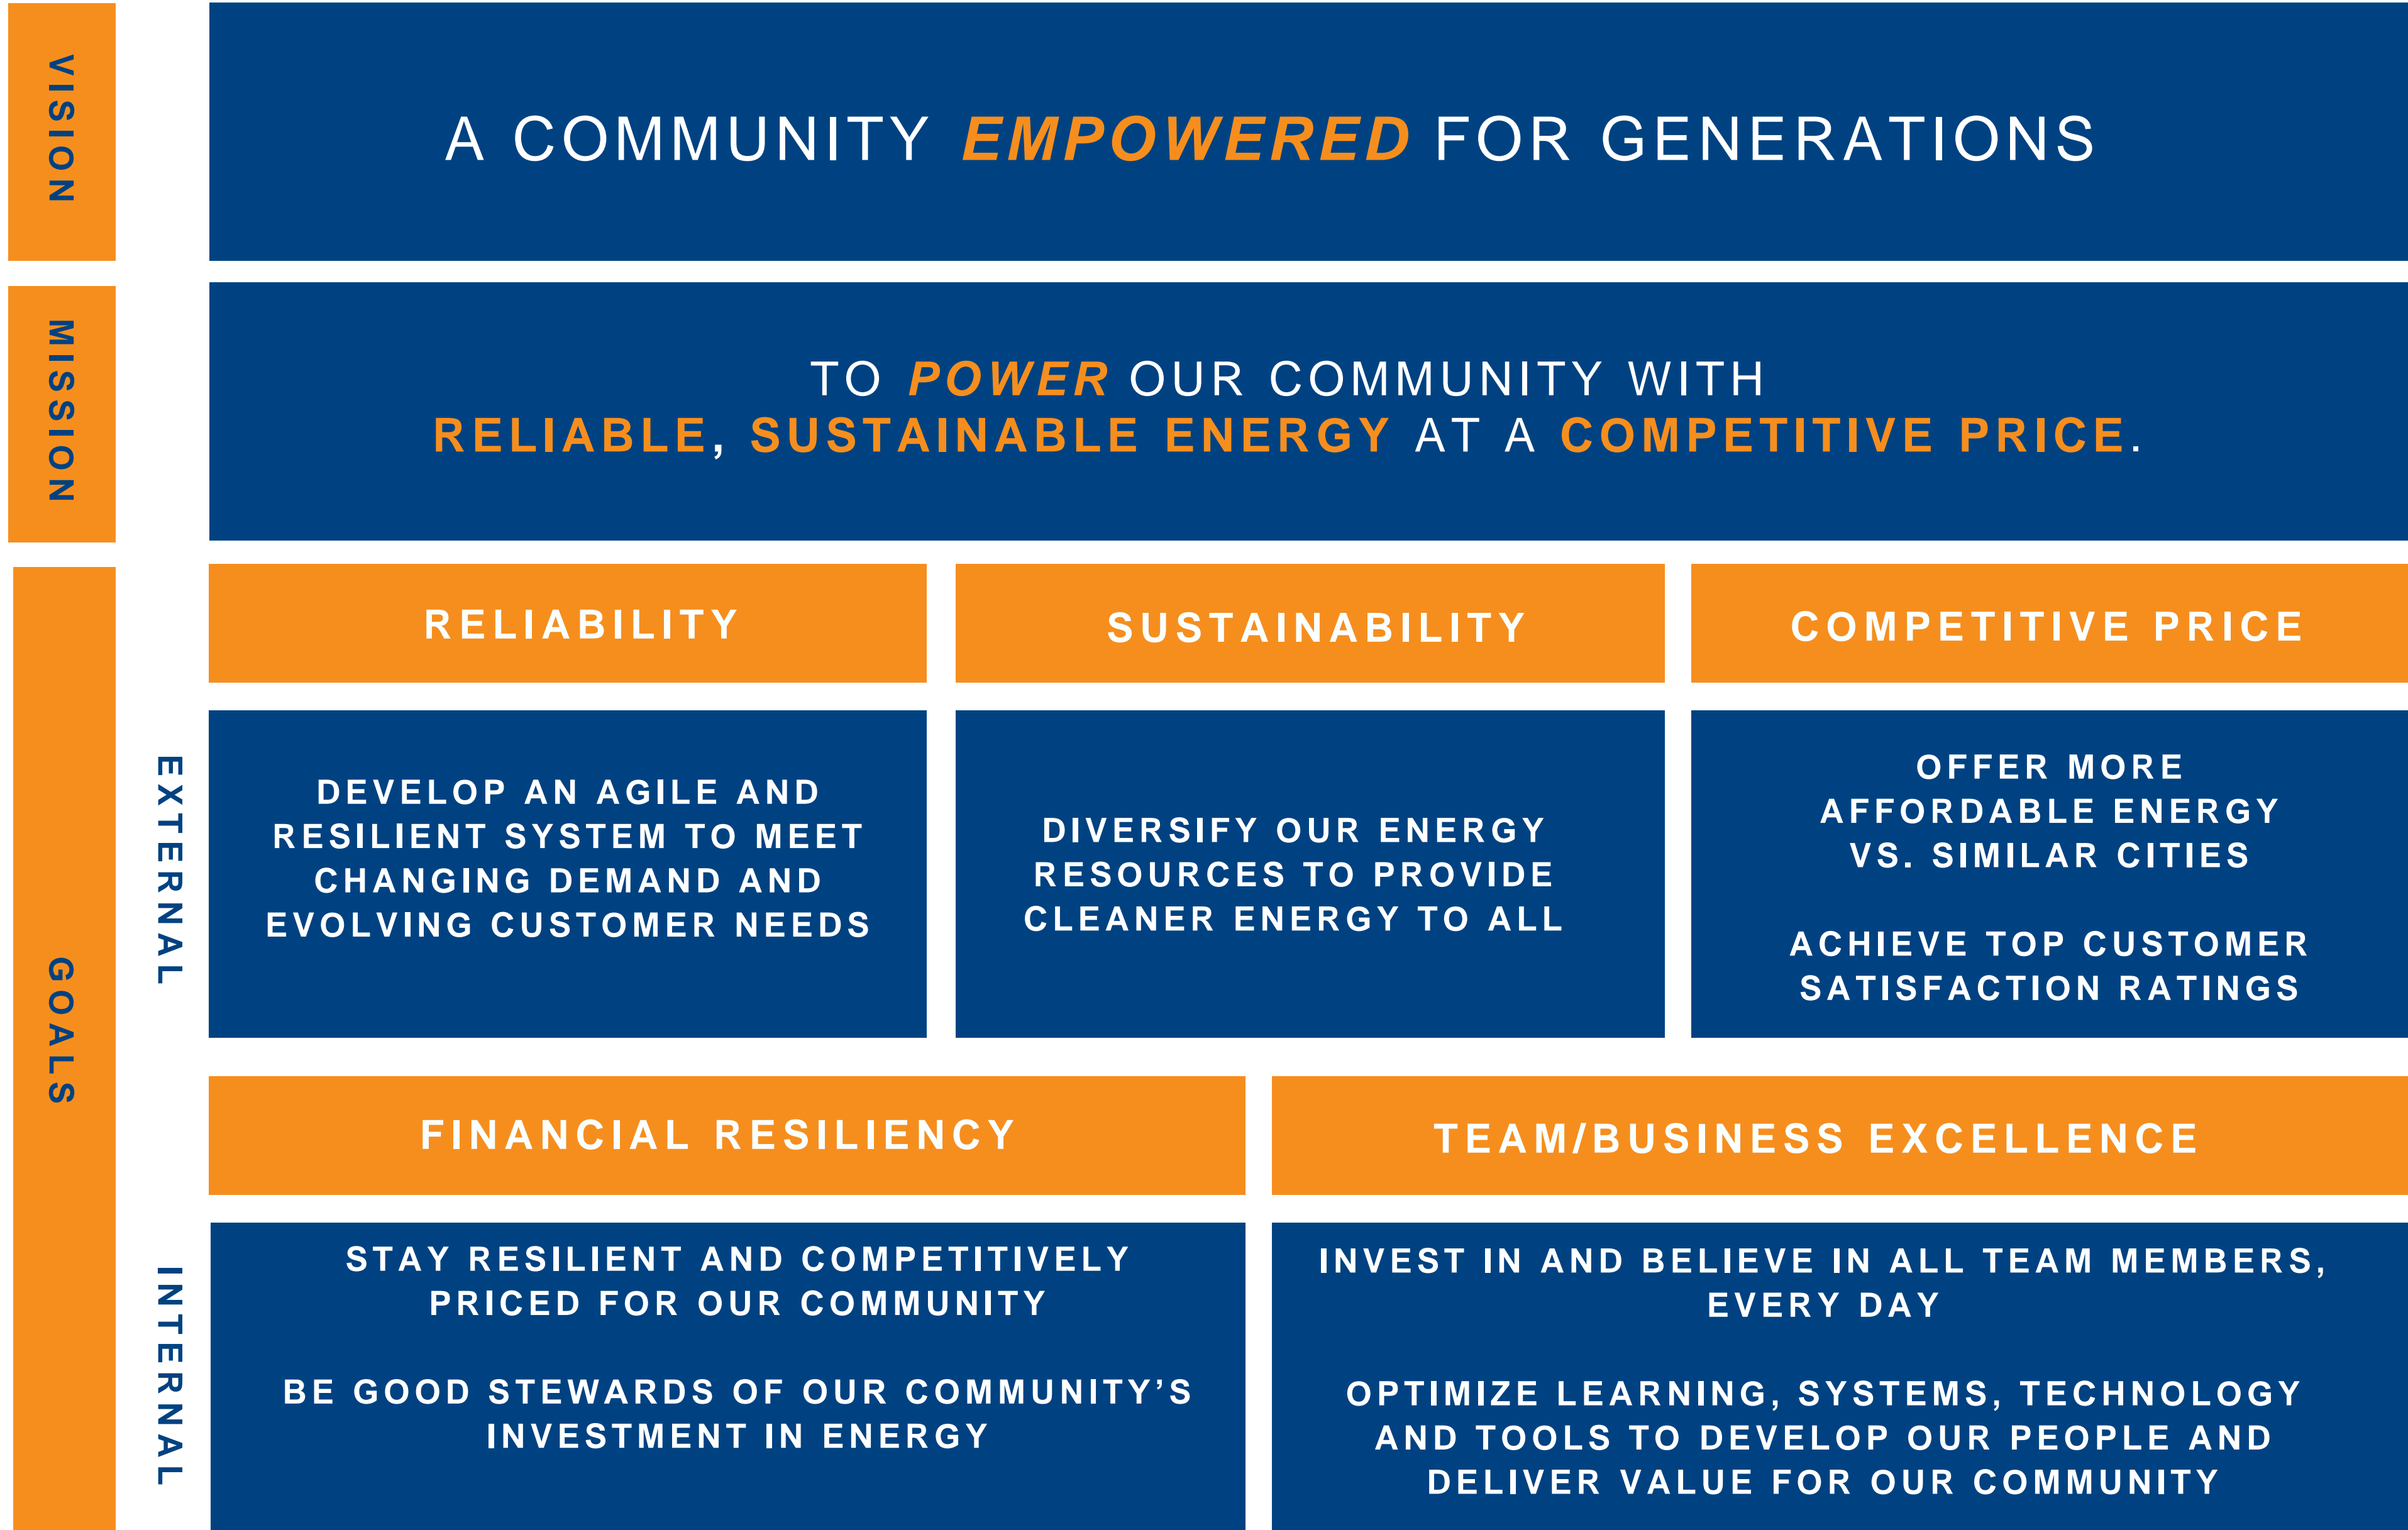 VISION
A COMMUNITY EMPOWERED FOR GENERATIONS
MISSION
TO POWER OUR COMMUNITY WITH
RELIABLE, SUSTAINABLE ENERGY AT A COMPETITIVE PRICE.
GOALS
EXTERNAL
RELIABILITY
DEVELOP AN AGILE AND
RESILIENT SYSTEM TO MEET
CHANGING DEMAND AND
EVOLVING CUSTOMER NEEDS
SUSTAINABILITY
DIVERSIFY OUR ENERGY
RESOURCES TO PROVIDE
CLEANER ENERGY TO ALL
COMPETITIVE PRICE
OFFER MORE
AFFORDABLE ENERGY
VS. SIMILAR CITIES
ACHIEVE TOP CUSTOMER
SATISFACTION RATINGS
INTERNAL
FINANCIAL RESILIENCY
STAY RESILIENT AND COMPETITIVELY
PRICED FOR OUR COMMUNITY
BE GOOD STEWARDS OF OUR COMMUNITY’S
INVESTMENT IN ENERGY
TEAM/BUSINESS EXCELLENCE
INVEST IN AND BELIEVE IN ALL TEAM MEMBERS,
EVERY DAY
OPTIMIZE LEARNING, SYSTEMS, TECHNOLOGY
AND TOOLS TO DEVELOP OUR PEOPLE AND
DELIVER VALUE FOR OUR COMMUNITY